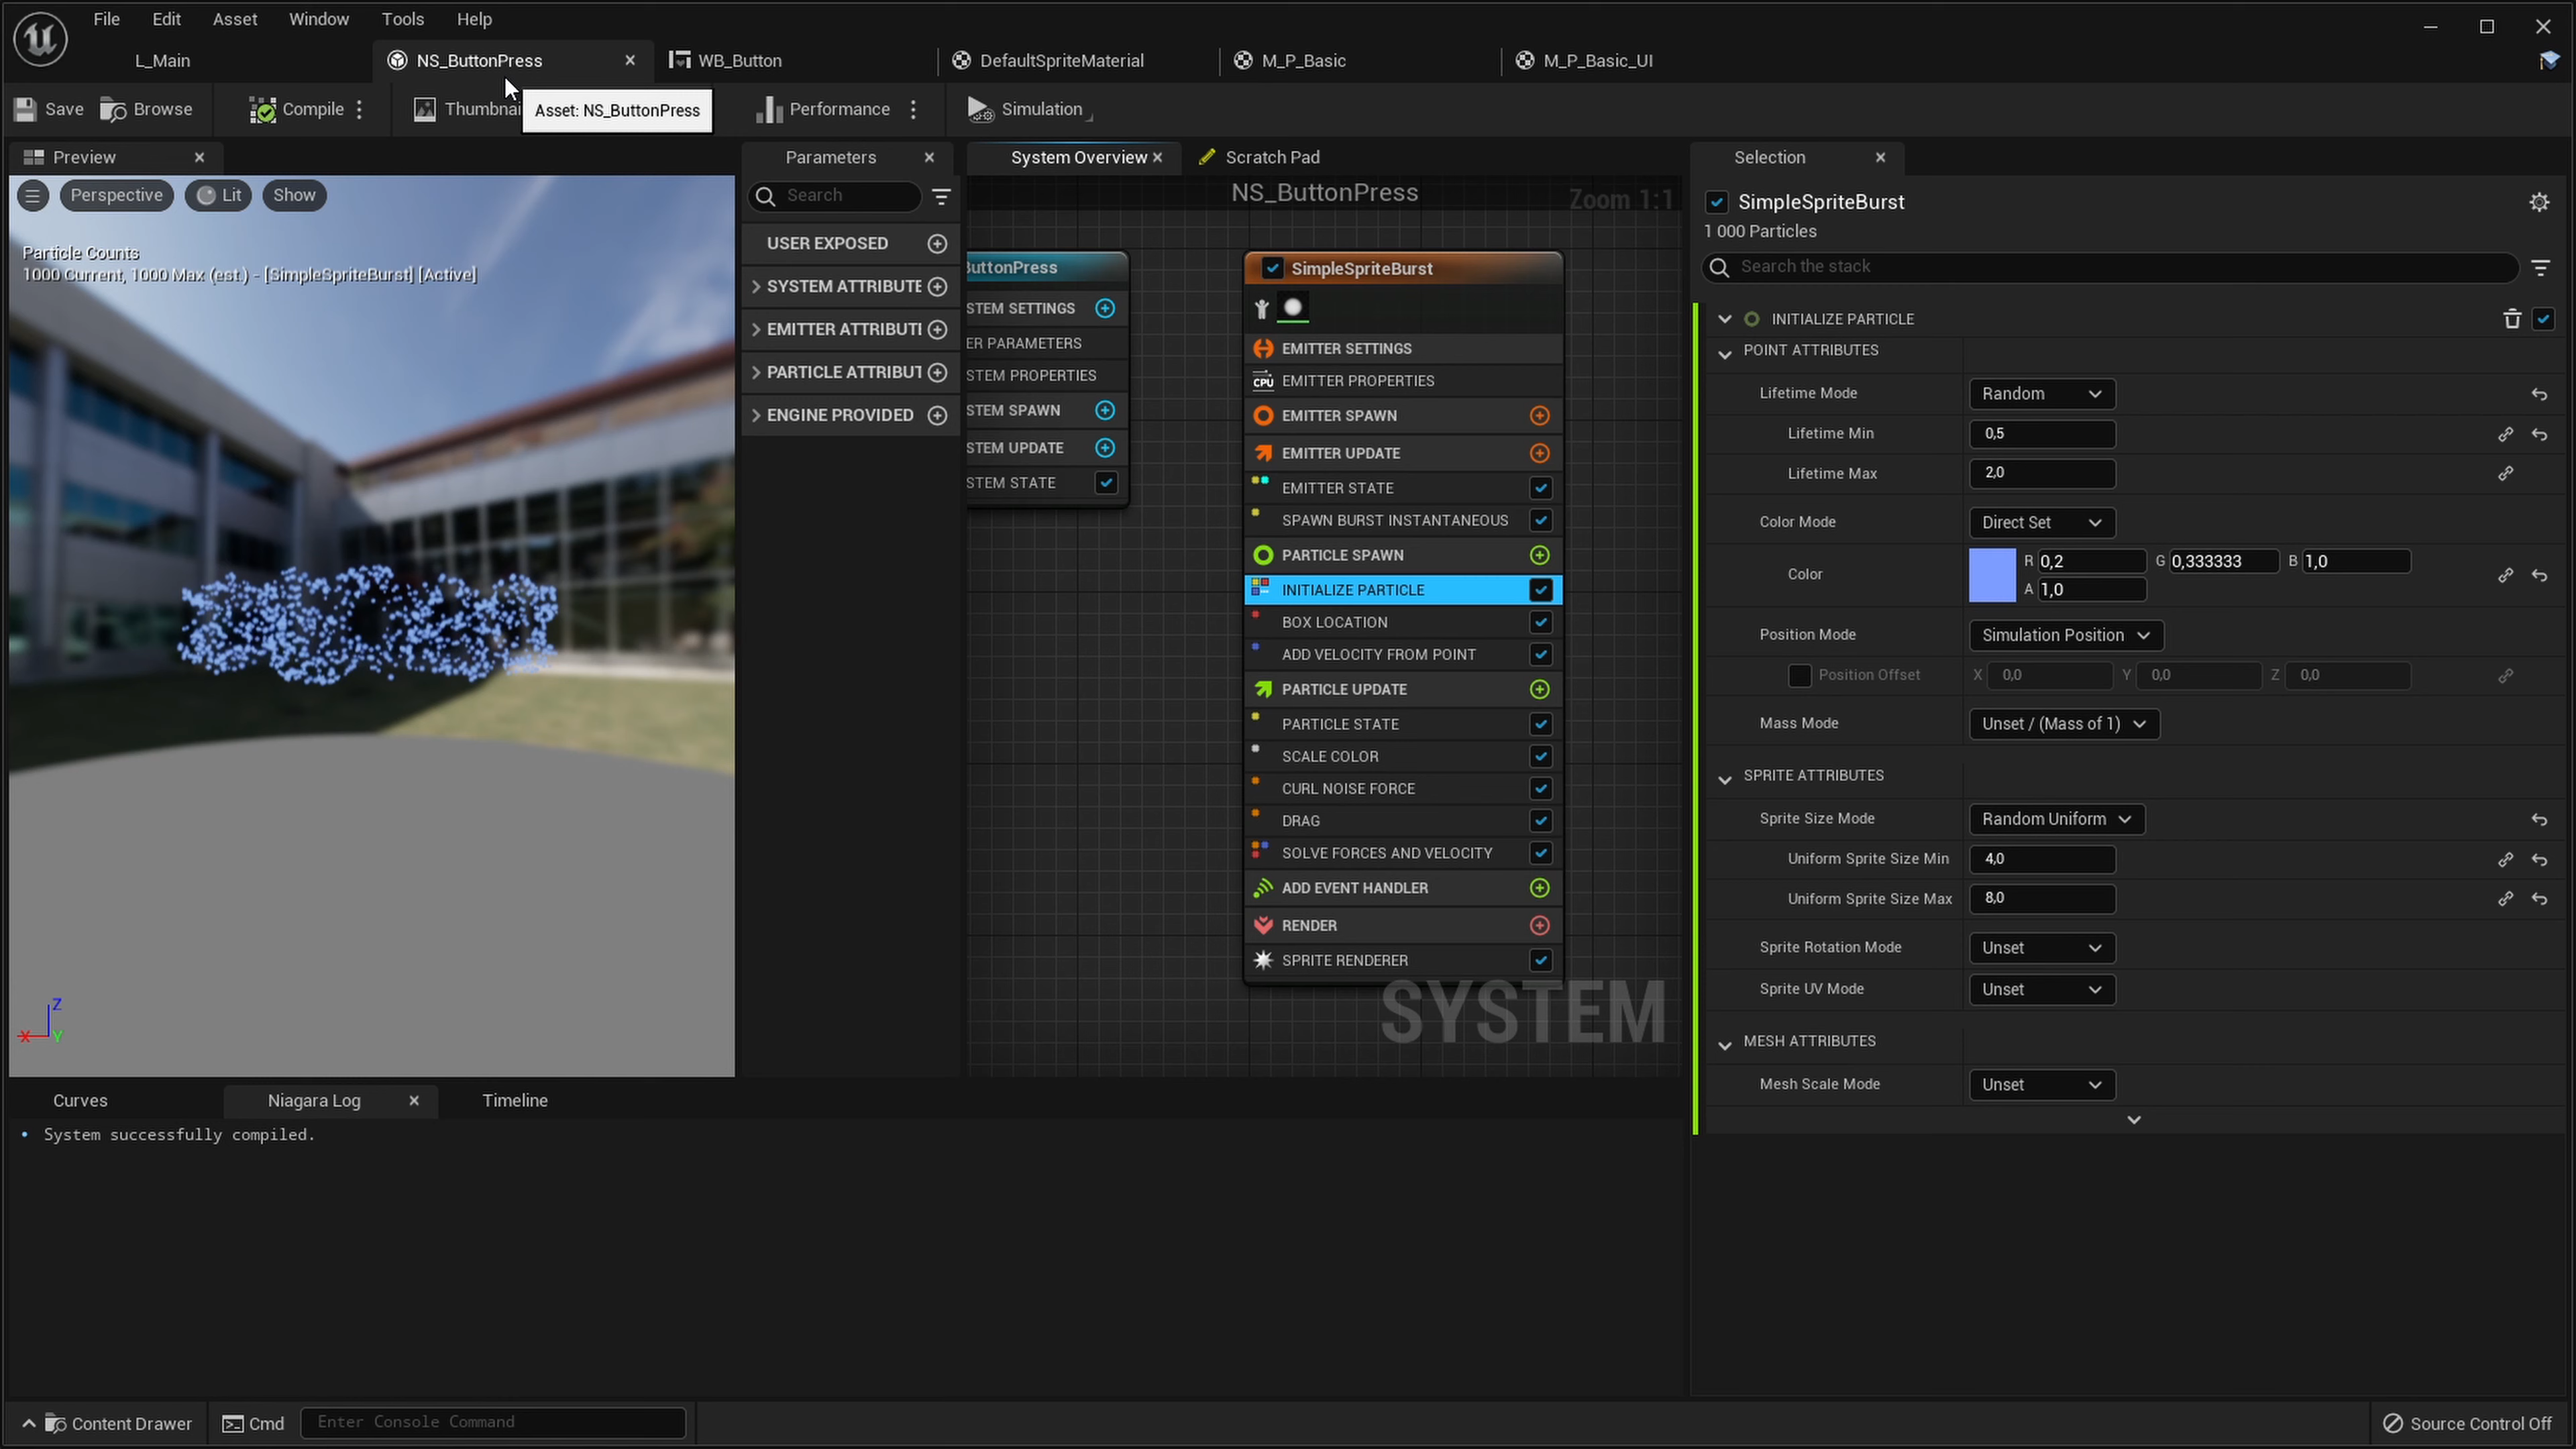 File Edit Asset Window Tools Help
L_Main NS_ButtonPress WB_Button DefaultSpriteMaterial M_P_Basic M_P_Basic_UI
Save Browse Compile Thumbnai Performance Simulation
Asset: NS_ButtonPress
Preview
Perspective Lit Show
Particle Counts
1000 Current, 1000 Max (est.) - [SimpleSpriteBurst] [Active]
Z
X Y
Parameters
Search
USER EXPOSED
SYSTEM ATTRIBUTE
EMITTER ATTRIBUTI
PARTICLE ATTRIBUT
ENGINE PROVIDED
System Overview Scratch Pad
NS_ButtonPress
Zoom 1:1
ButtonPress
STEM SETTINGS
ER PARAMETERS
STEM PROPERTIES
STEM SPAWN
STEM UPDATE
STEM STATE
SimpleSpriteBurst
EMITTER SETTINGS
CPU EMITTER PROPERTIES
EMITTER SPAWN
EMITTER UPDATE
EMITTER STATE
SPAWN BURST INSTANTANEOUS
PARTICLE SPAWN
INITIALIZE PARTICLE
BOX LOCATION
ADD VELOCITY FROM POINT
PARTICLE UPDATE
PARTICLE STATE
SCALE COLOR
CURL NOISE FORCE
DRAG
SOLVE FORCES AND VELOCITY
ADD EVENT HANDLER
RENDER
SPRITE RENDERER
SYSTEM
Selection
SimpleSpriteBurst
1 000 Particles
Search the stack
INITIALIZE PARTICLE
POINT ATTRIBUTES
Lifetime Mode Random
Lifetime Min 0,5
Lifetime Max 2,0
Color Mode Direct Set
Color R 0,2 G 0,333333 B 1,0
A 1,0
Position Mode Simulation Position
Position Offset X 0,0 Y 0,0 Z 0,0
Mass Mode Unset / (Mass of 1)
SPRITE ATTRIBUTES
Sprite Size Mode Random Uniform
Uniform Sprite Size Min 4,0
Uniform Sprite Size Max 8,0
Sprite Rotation Mode Unset
Sprite UV Mode Unset
MESH ATTRIBUTES
Mesh Scale Mode Unset
Curves Niagara Log Timeline
• System successfully compiled.
Content Drawer Cmd Enter Console Command Source Control Off